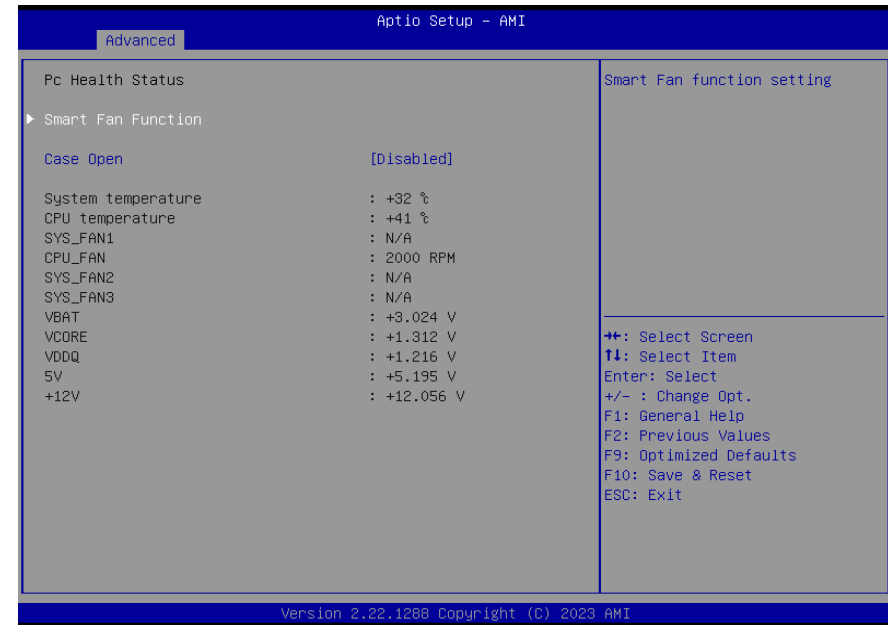 Aptio Setup – AMI
Advanced
Pc Health Status
Smart Fan Function
Case Open [Disabled]
System temperature : +32 ℃
CPU temperature : +41 ℃
SYS_FAN1 : N/A
CPU_FAN : 2000 RPM
SYS_FAN2 : N/A
SYS_FAN3 : N/A
VBAT : +3.024 V
VCORE : +1.312 V
VDDQ : +1.216 V
5V : +5.195 V
+12V : +12.056 V
Smart Fan function setting
→←: Select Screen
↑↓: Select Item
Enter: Select
+/- : Change Opt.
F1: General Help
F2: Previous Values
F9: Optimized Defaults
F10: Save & Reset
ESC: Exit
Version 2.22.1288 Copyright (C) 2023 AMI